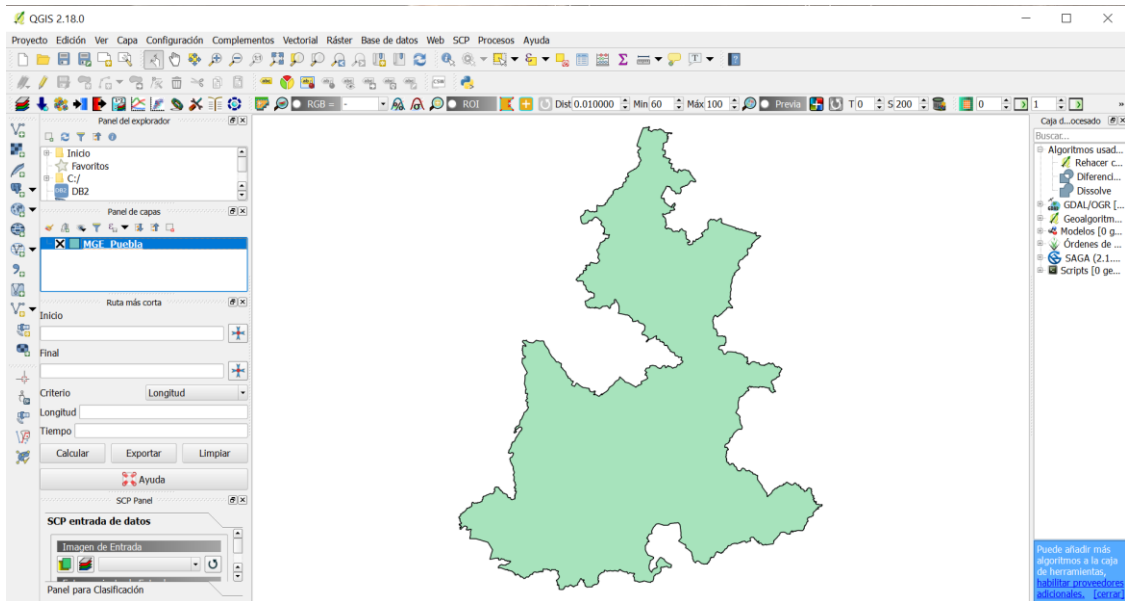 QGIS 2.18.0
Proyecto Edición Ver Capa Configuración Complementos Vectorial Ráster Base de datos Web SCP Procesos Ayuda
RGB = - ROI Dist 0.010000 Min 60 Máx 100 Previa T 0 S 200 0 1 »
Panel del explorador
Inicio
Favoritos
C:/
DB2
Panel de capas
MGE_Puebla
Ruta más corta
Inicio
Final
Criterio Longitud
Longitud
Tiempo
Calcular Exportar Limpiar
Ayuda
SCP Panel
SCP entrada de datos
Imagen de Entrada
Panel para Clasificación
Caja d...ocesado
Buscar...
Algoritmos usad...
Rehacer c...
Diferenci...
Dissolve
GDAL/OGR [...
Geoalgoritm...
Modelos [0 g...
Órdenes de ...
SAGA (2.1....
Scripts [0 ge...
Puede añadir más
algoritmos a la caja
de herramientas,
habilitar proveedores
adicionales. [cerrar]